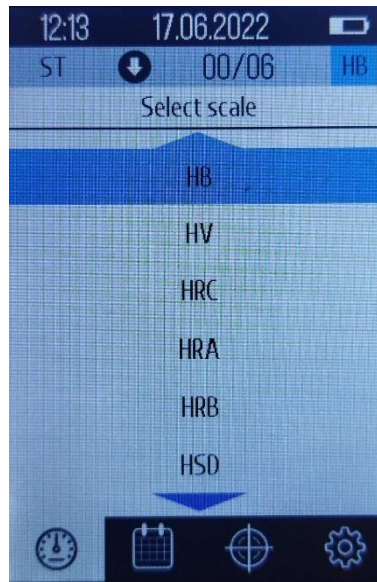 12:13 17.06.2022
ST 00/06 HB
Select scale
HB
HV
HRC
HRA
HRB
HSD